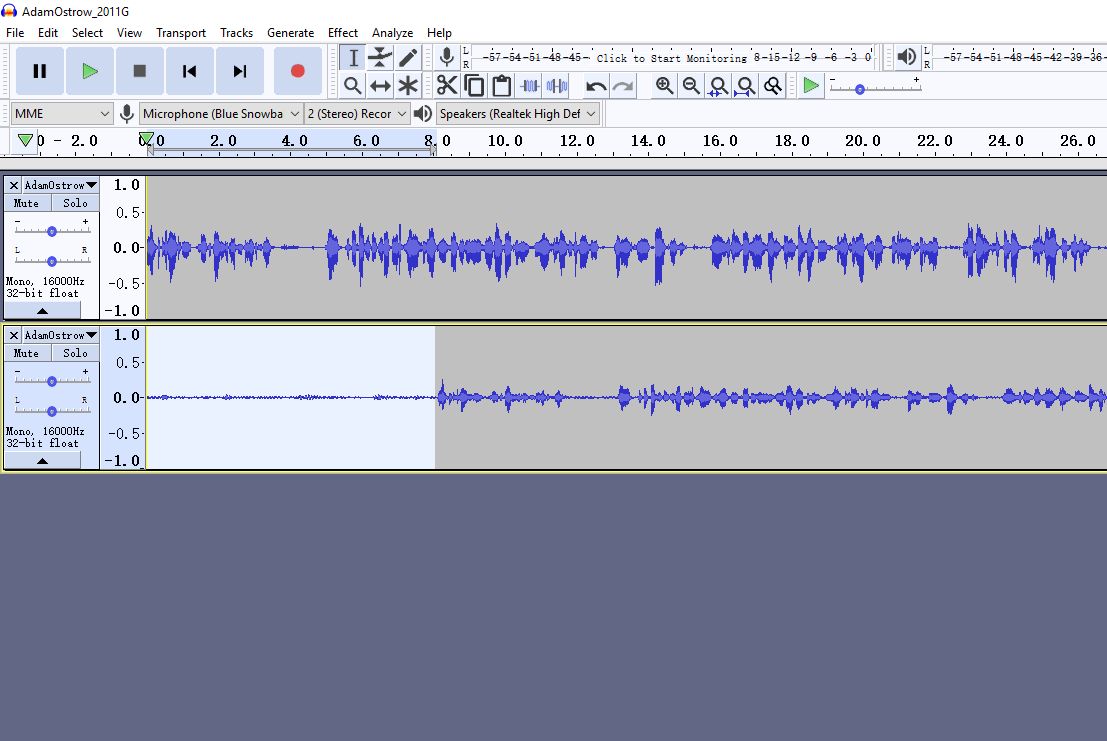 AdamOstrow_2011G
File Edit Select View Transport Tracks Generate Effect Analyze Help
L R -57-54-51-48-45- Click to Start Monitoring 8-15-12 -9 -6 -3 0 L R -57-54-51-48-45-42-39-36-
- +
MME Microphone (Blue Snowba 2 (Stereo) Recor Speakers (Realtek High Def
0 - 2.0 0.0 2.0 4.0 6.0 8.0 10.0 12.0 14.0 16.0 18.0 20.0 22.0 24.0 26.0
× AdamOstrow 1.0
Mute Solo
- + 0.5-
L R 0.0-
Mono, 16000Hz -0.5-
32-bit float
-1.0
× AdamOstrow 1.0
Mute Solo
- + 0.5-
L R 0.0-
Mono, 16000Hz -0.5-
32-bit float
-1.0